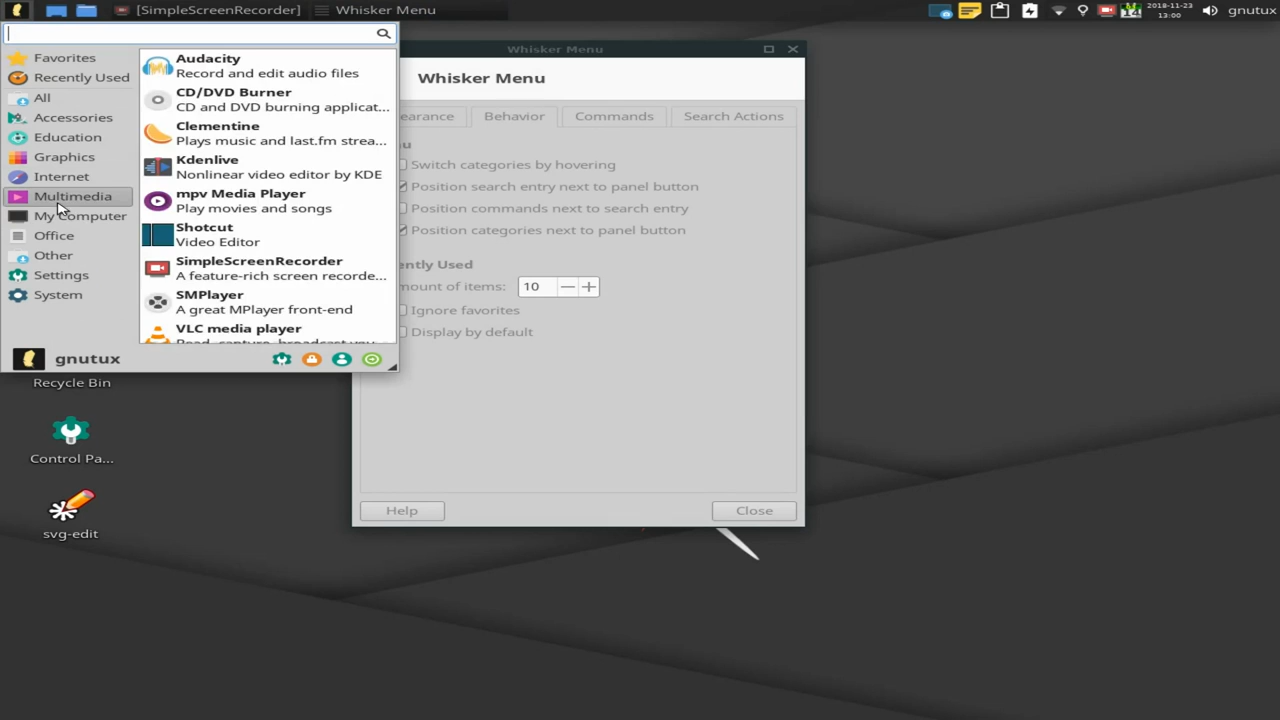 [SimpleScreenRecorder]
Whisker Menu
2018-11-23
13:00
gnutux
Favorites
Recently Used
All
Accessories
Education
Graphics
Internet
Multimedia
My Computer
Office
Other
Settings
System
Audacity
Record and edit audio files
CD/DVD Burner
CD and DVD burning applicat...
Clementine
Plays music and last.fm strea...
Kdenlive
Nonlinear video editor by KDE
mpv Media Player
Play movies and songs
Shotcut
Video Editor
SimpleScreenRecorder
A feature-rich screen recorde...
SMPlayer
A great MPlayer front-end
VLC media player
Read, capture, broadcast you...
gnutux
Whisker Menu
Whisker Menu
earance
Behavior
Commands
Search Actions
u
Switch categories by hovering
Position search entry next to panel button
Position commands next to search entry
Position categories next to panel button
ently Used
mount of items:
10
Ignore favorites
Display by default
Help
Close
Recycle Bin
Control Pa...
svg-edit